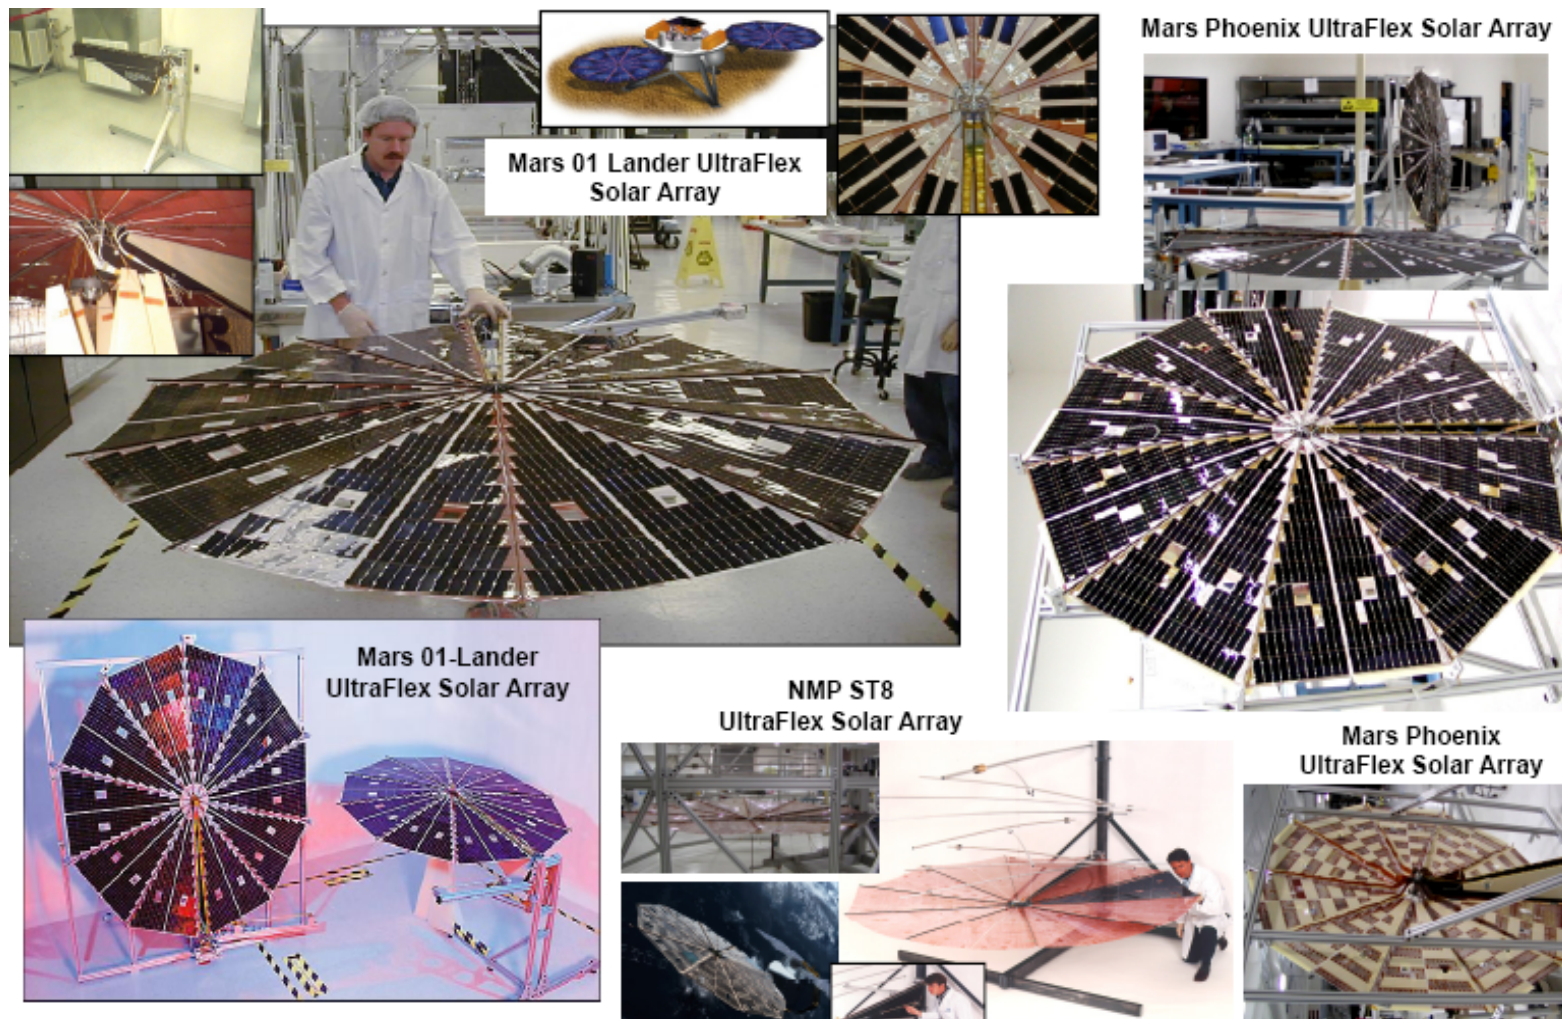 Mars Phoenix UltraFlex Solar Array
Mars 01 Lander UltraFlex
Solar Array
Mars 01-Lander
UltraFlex Solar Array
NMP ST8
UltraFlex Solar Array
Mars Phoenix
UltraFlex Solar Array